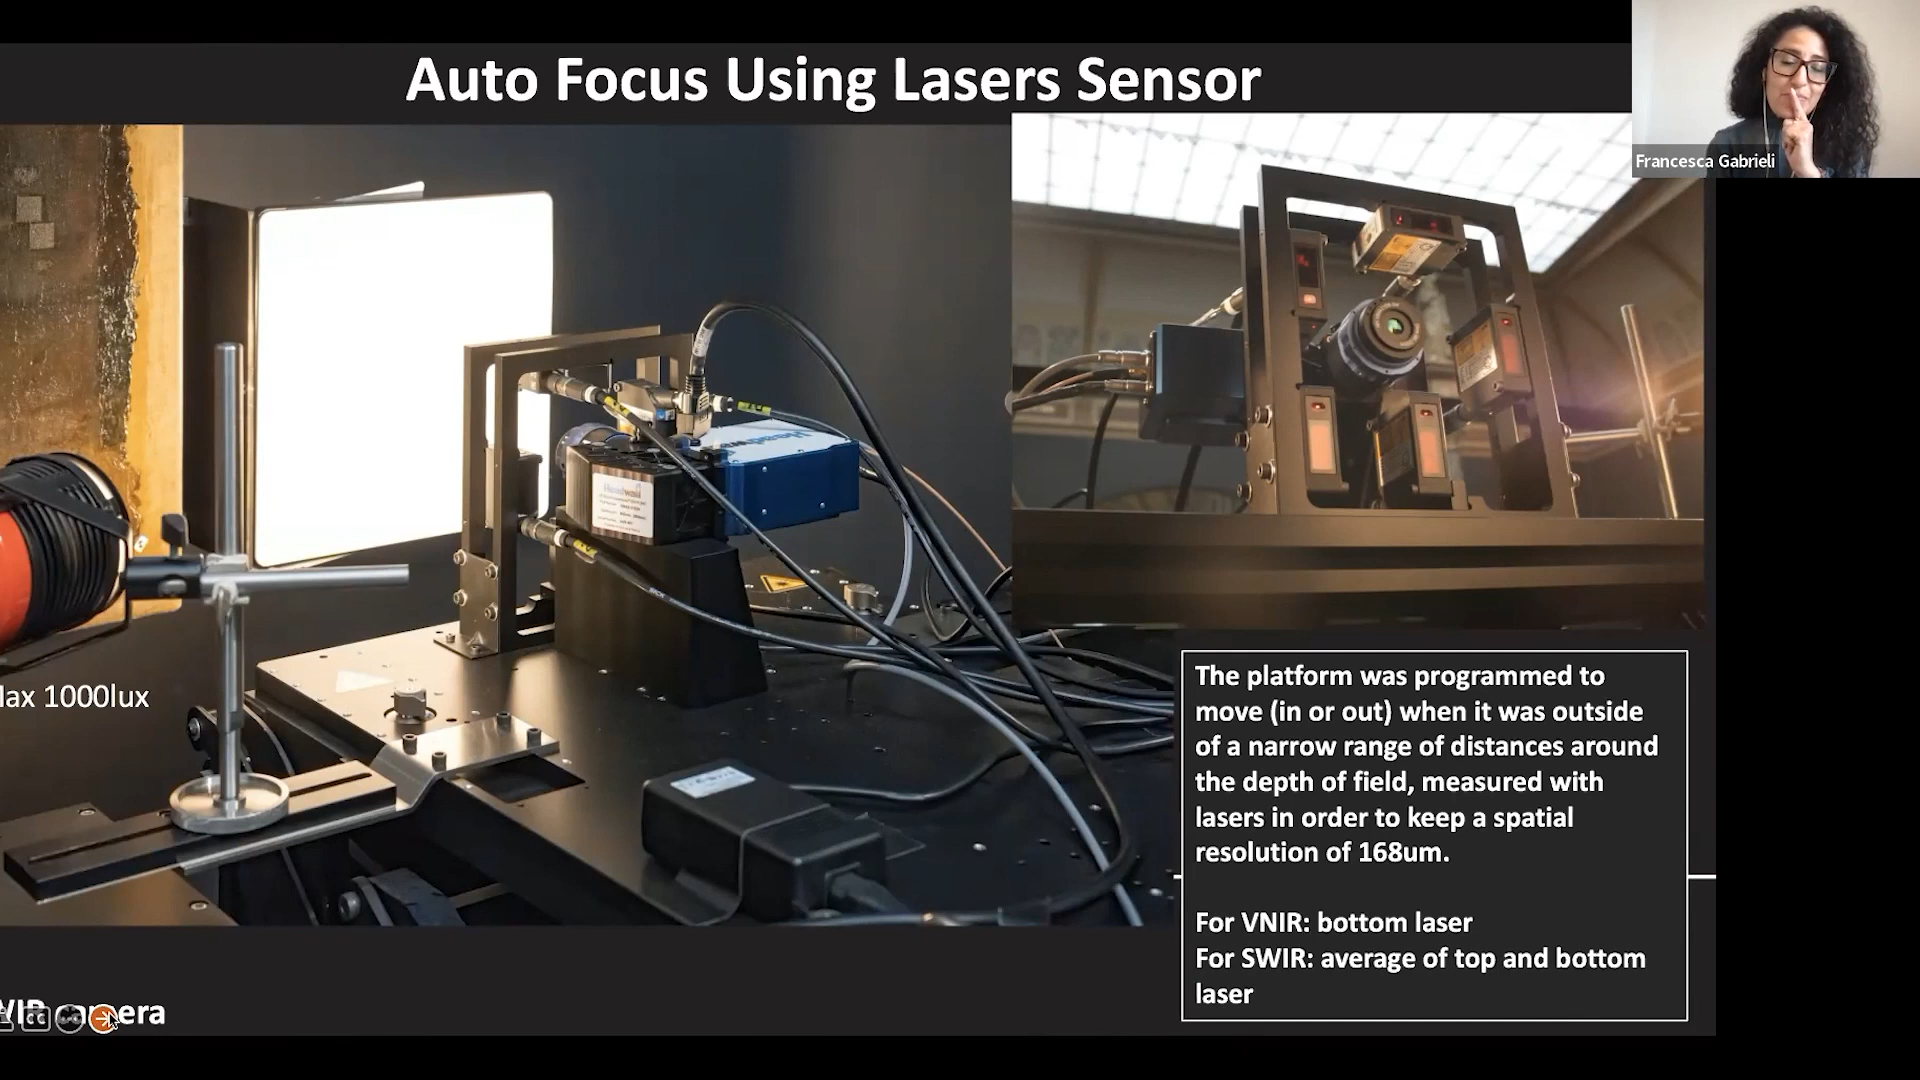 Auto Focus Using Lasers Sensor
Francesca Gabrieli
Headwall
1000lux
The platform was programmed to
move (in or out) when it was outside
of a narrow range of distances around
the depth of field, measured with
lasers in order to keep a spatial
resolution of 168um.
For VNIR: bottom laser
For SWIR: average of top and bottom
laser
camera